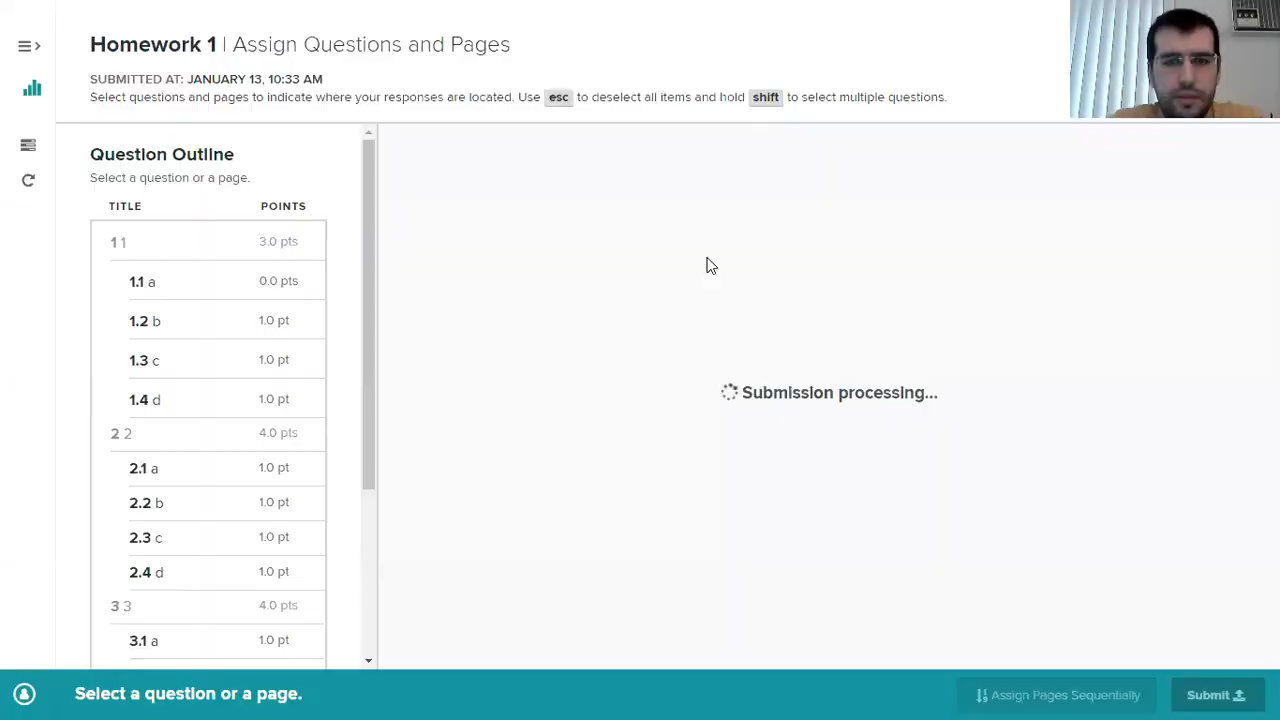 Homework 1 | Assign Questions and Pages
SUBMITTED AT: JANUARY 13, 10:33 AM
Select questions and pages to indicate where your responses are located. Use esc to deselect all items and hold shift to select multiple questions.
Question Outline
Select a question or a page.
TITLE POINTS
1 1 3.0 pts
1.1 a 0.0 pts
1.2 b 1.0 pt
1.3 c 1.0 pt
1.4 d 1.0 pt
2 2 4.0 pts
2.1 a 1.0 pt
2.2 b 1.0 pt
2.3 c 1.0 pt
2.4 d 1.0 pt
3 3 4.0 pts
3.1 a 1.0 pt
Submission processing...
Select a question or a page.
Assign Pages Sequentially
Submit